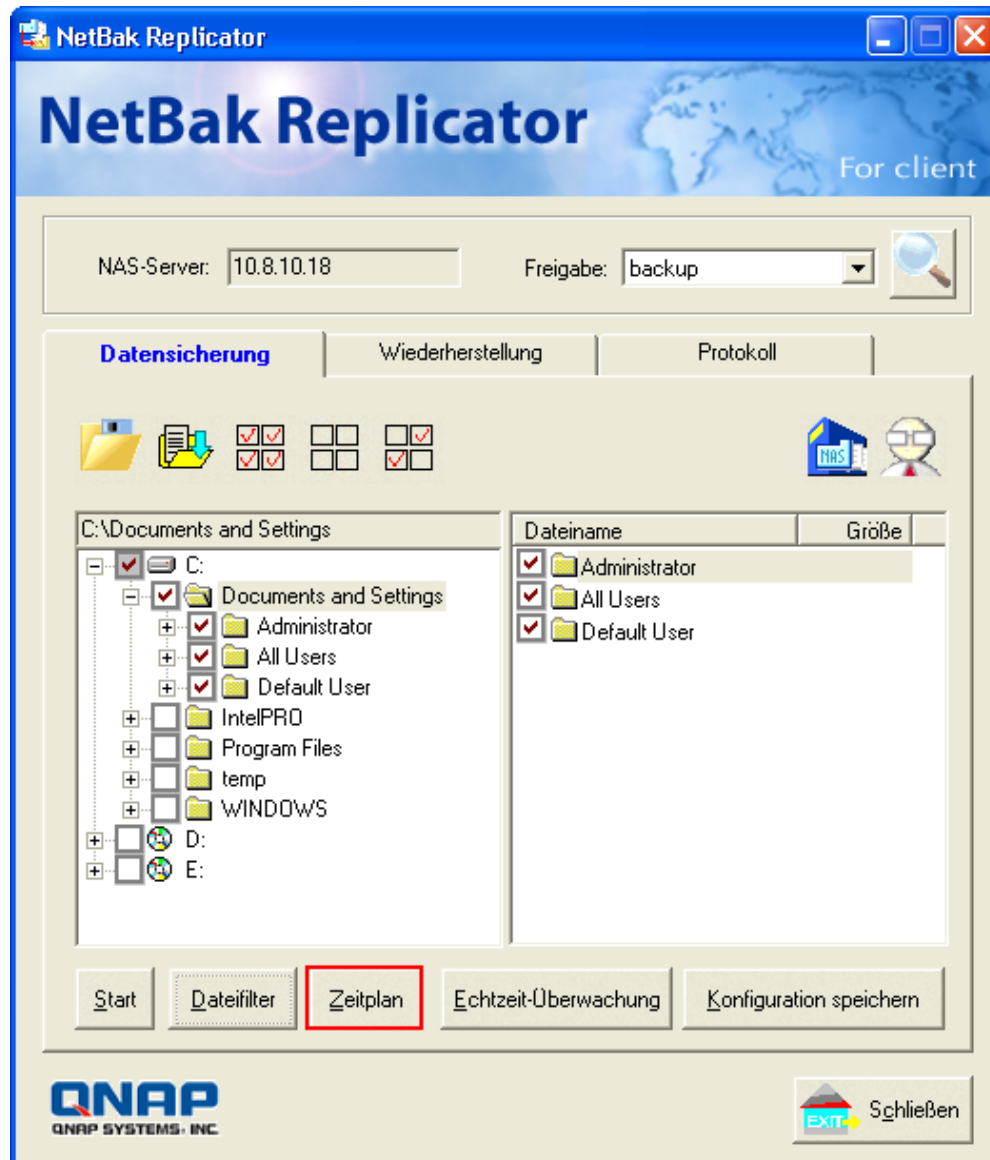 NetBak Replicator
NetBak Replicator
For client
NAS-Server: 10.8.10.18 Freigabe: backup
Datensicherung Wiederherstellung Protokoll
NAS
C:\Documents and Settings
C:
Documents and Settings
Administrator
All Users
Default User
IntelPRO
Program Files
temp
WINDOWS
D:
E:
Dateiname Größe
Administrator
All Users
Default User
Start Dateifilter Zeitplan Echtzeit-Überwachung Konfiguration speichern
QNAP
QNAP SYSTEMS. INC
EXIT Schließen